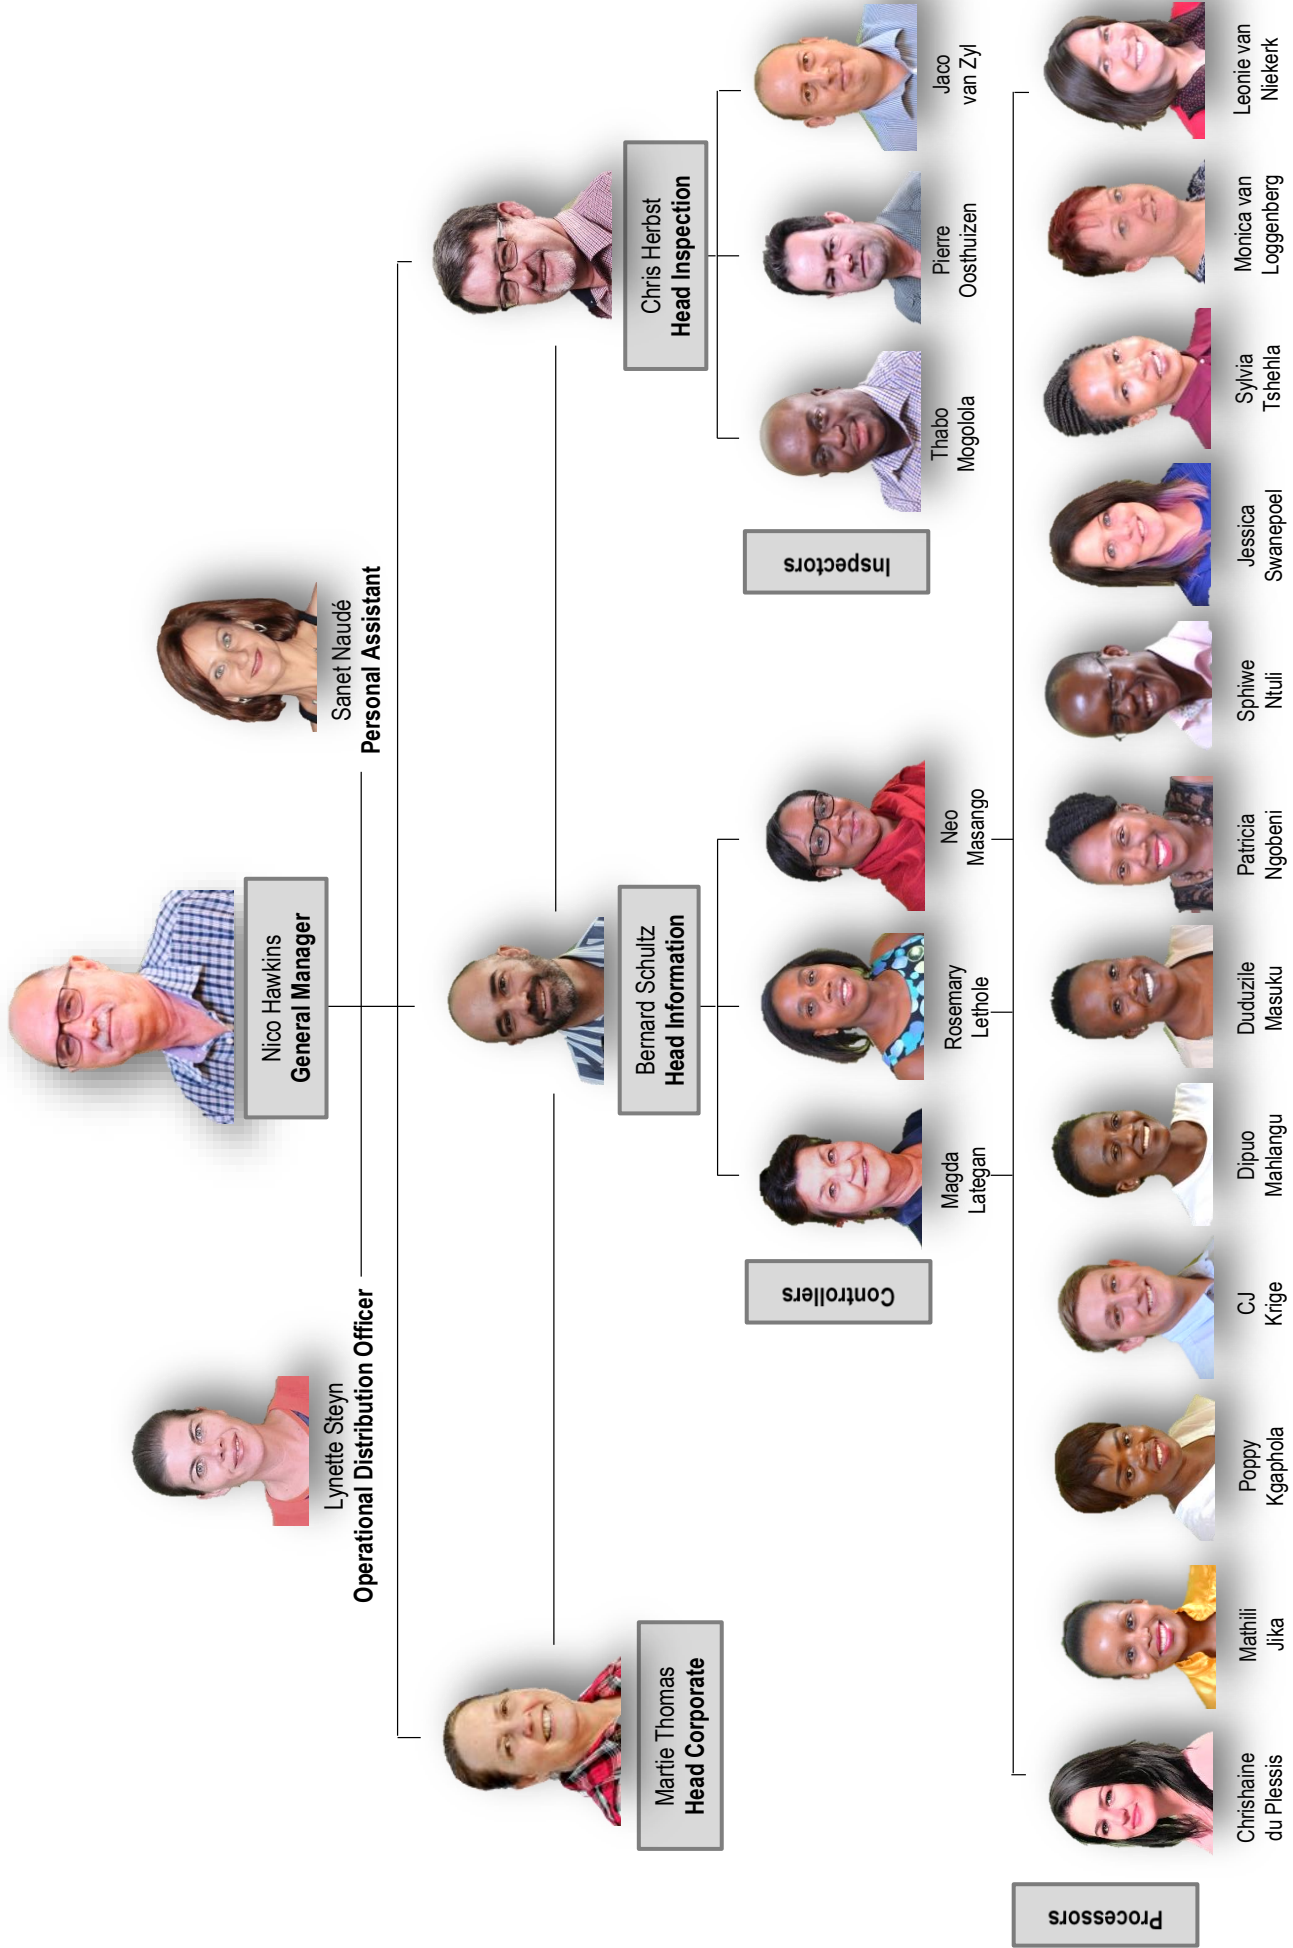 Nico Hawkins
General Manager
Lynette Steyn
Operational Distribution Officer
Sanet Naudé
Personal Assistant
Martie Thomas
Head Corporate
Bernard Schultz
Head Information
Chris Herbst
Head Inspection
Controllers
Magda
Lategan
Rosemary
Lethole
Neo
Masango
Inspectors
Thabo
Mogolola
Pierre
Oosthuizen
Jaco
van Zyl
Processors
Chrishaine
du Plessis
Mathili
Jika
Poppy
Kgaphola
CJ
Krige
Dipuo
Mahlangu
Duduzile
Masuku
Patricia
Ngobeni
Sphiwe
Ntuli
Jessica
Swanepoel
Sylvia
Tshehla
Monica van
Loggenberg
Leonie van
Niekerk